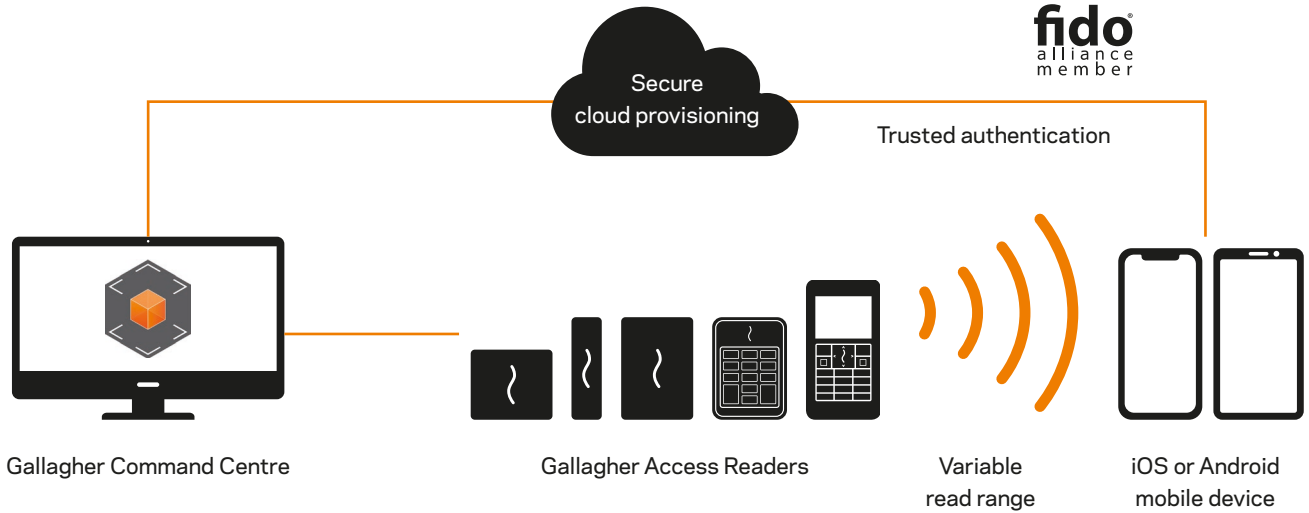 fido®
alliance
member
Secure
cloud provisioning
Trusted authentication
Gallagher Command Centre
Gallagher Access Readers
Variable
read range
iOS or Android
mobile device